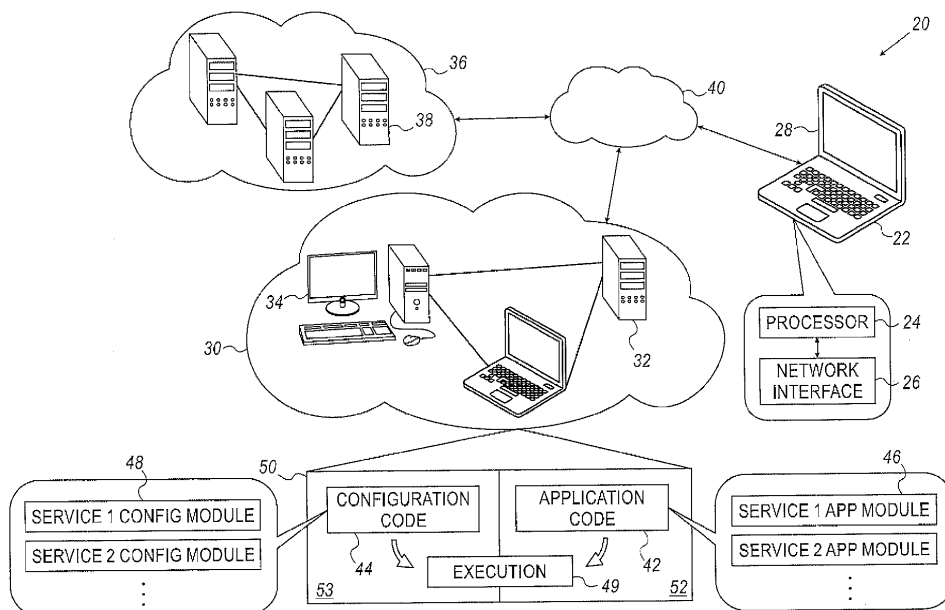 20
36
40
28
38
22
34
30
32
PROCESSOR
24
NETWORK
INTERFACE
26
48
50
46
SERVICE 1 CONFIG MODULE
SERVICE 2 CONFIG MODULE
CONFIGURATION
CODE
APPLICATION
CODE
SERVICE 1 APP MODULE
SERVICE 2 APP MODULE
44
42
EXECUTION
53
49
52